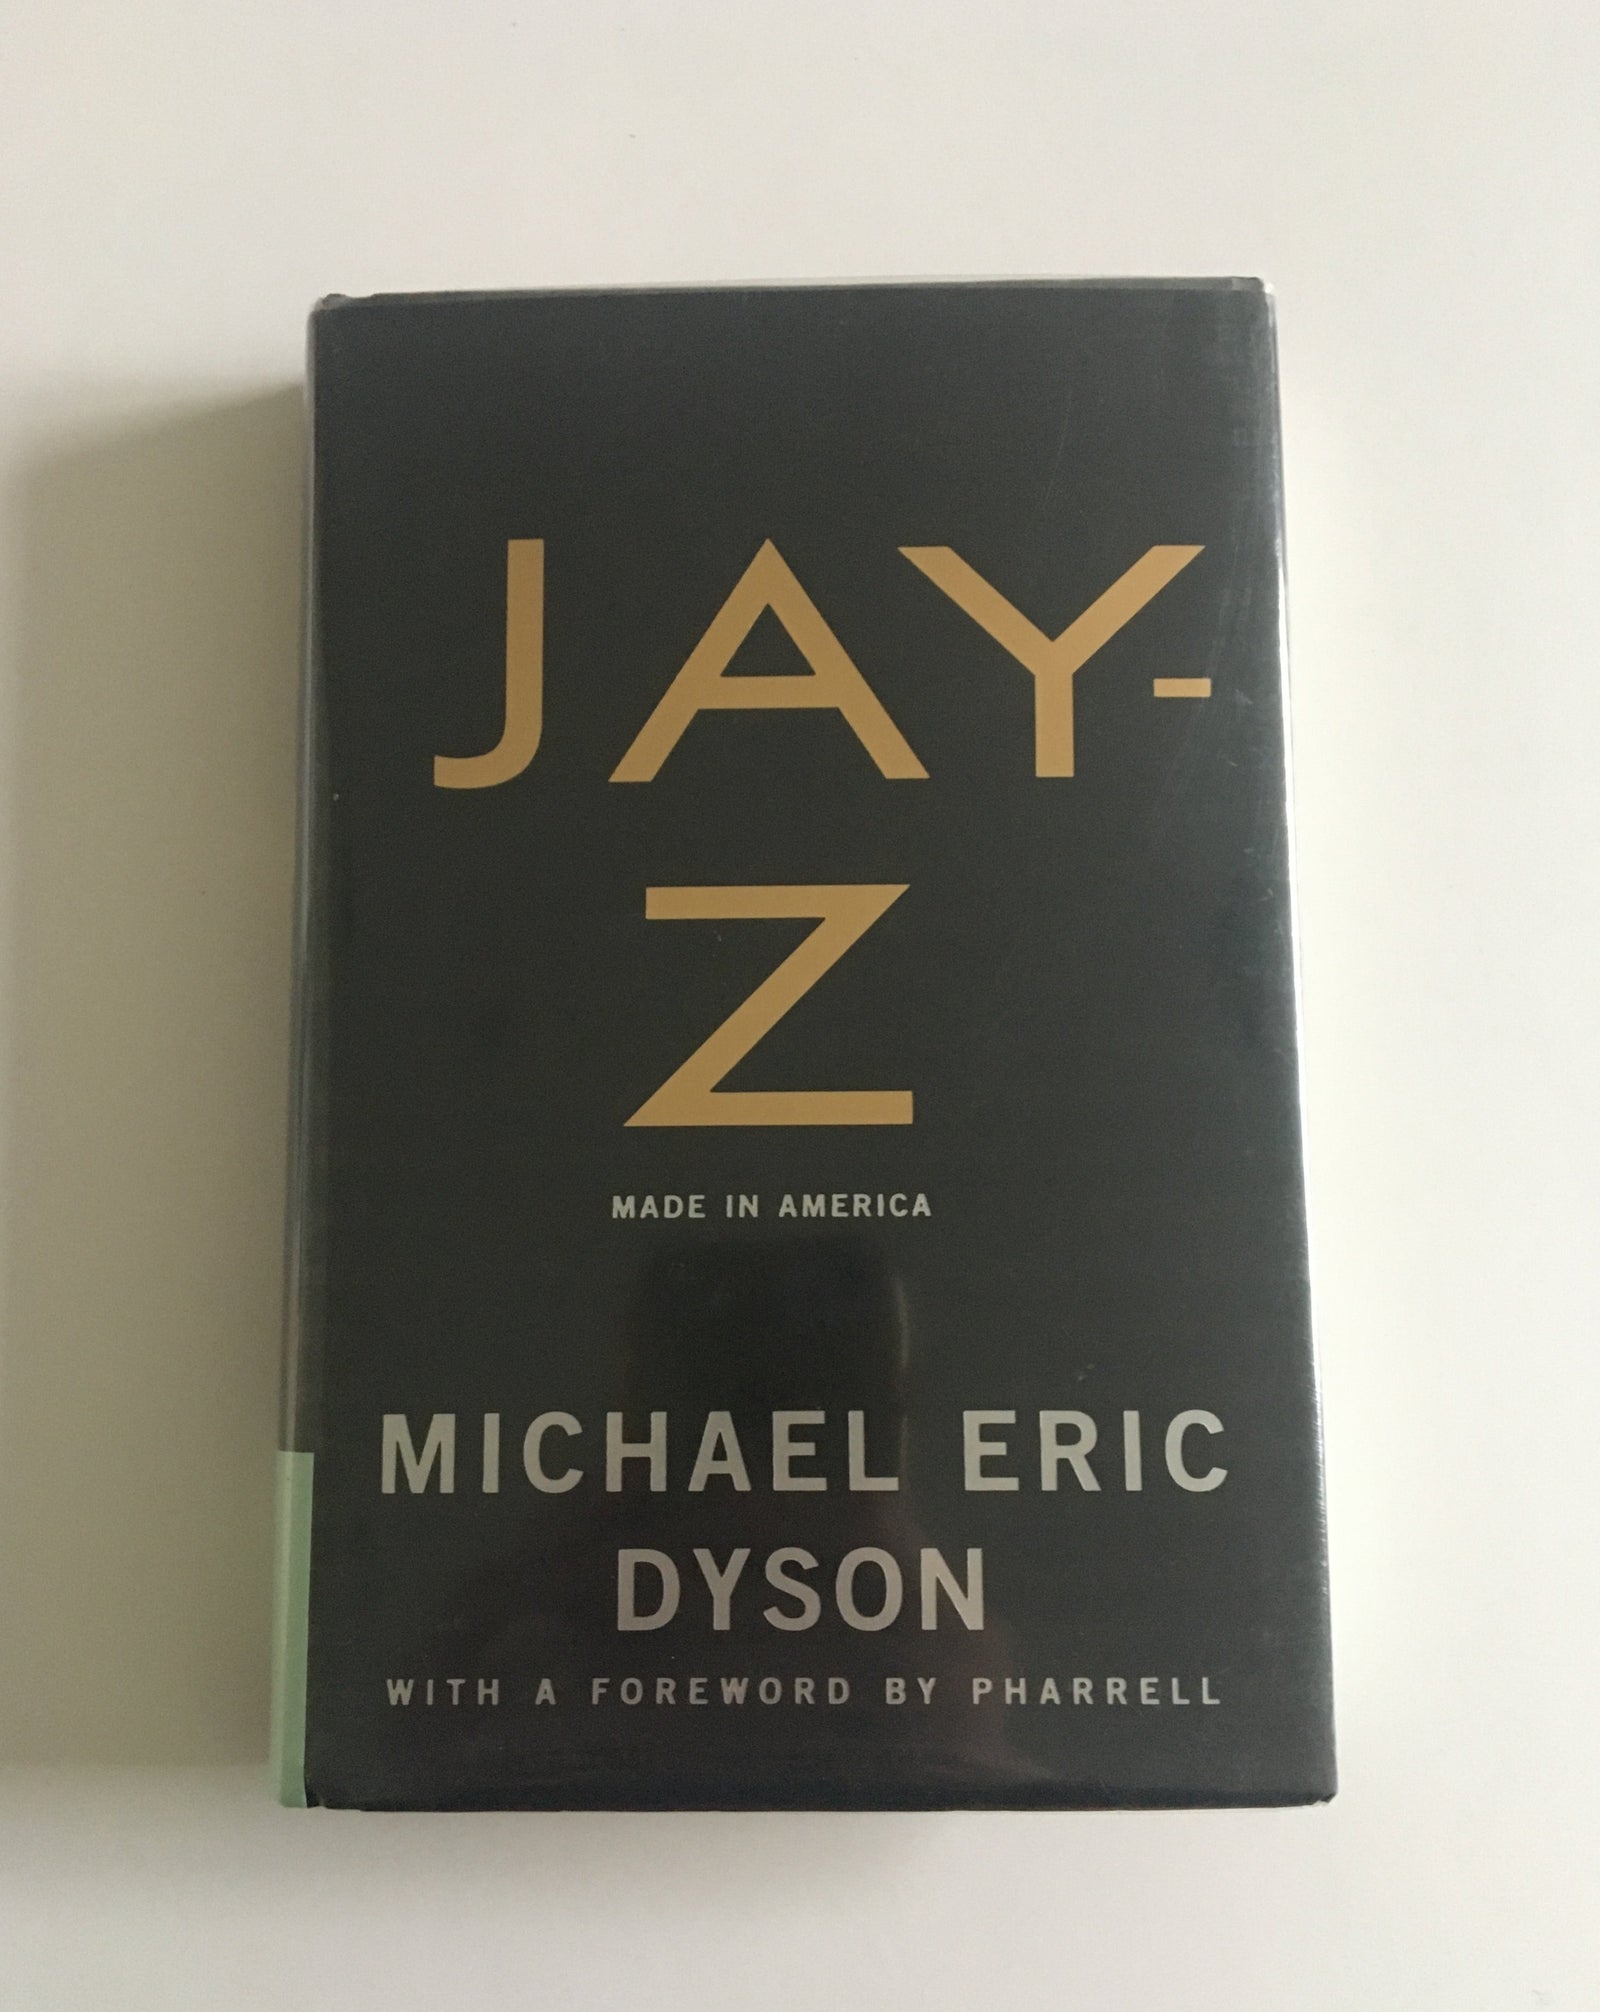 JAY-
Z
MADE IN AMERICA
MICHAEL ERIC
DYSON
WITH A FOREWORD BY PHARRELL